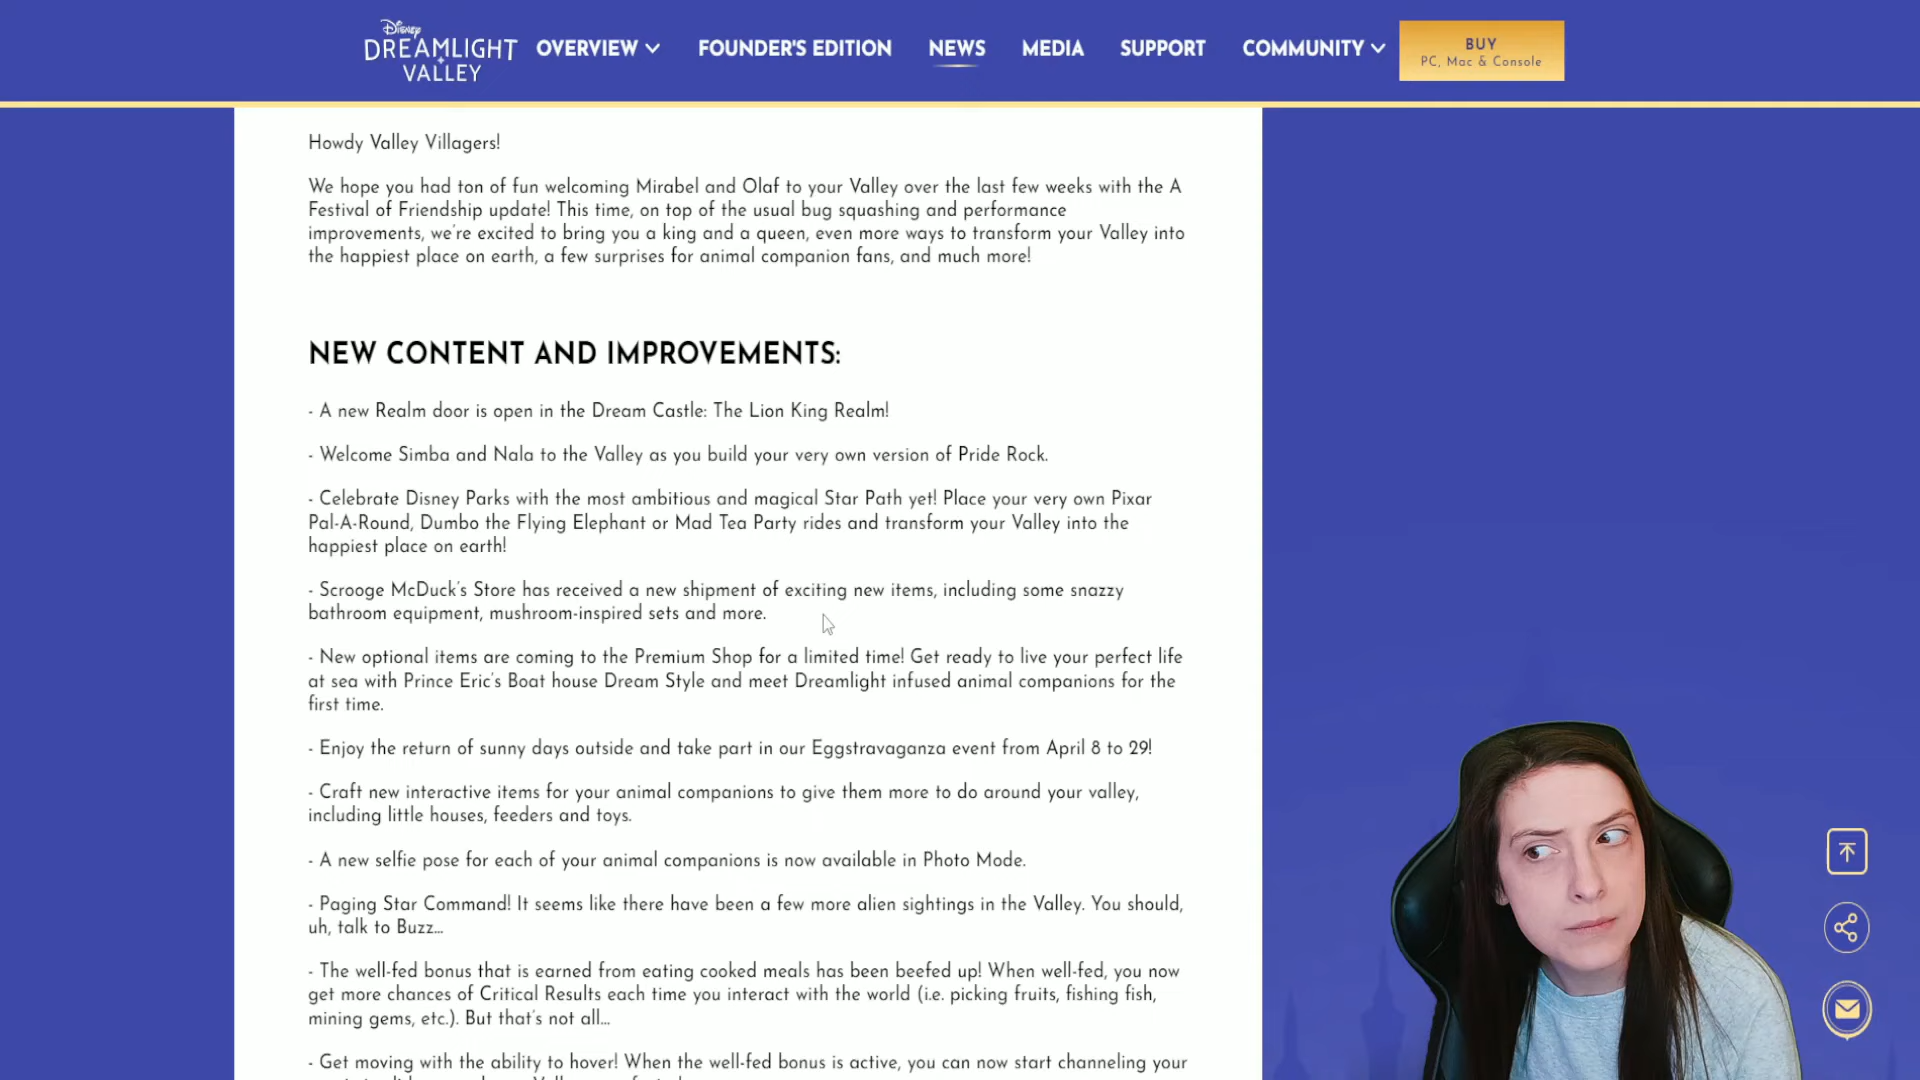 Disney
DREAMLIGHT
VALLEY
OVERVIEW
FOUNDER'S EDITION
NEWS
MEDIA
SUPPORT
COMMUNITY
BUY
PC, Mac & Console
Howdy Valley Villagers!
We hope you had ton of fun welcoming Mirabel and Olaf to your Valley over the last few weeks with the A
Festival of Friendship update! This time, on top of the usual bug squashing and performance
improvements, we're excited to bring you a king and a queen, even more ways to transform your Valley into
the happiest place on earth, a few surprises for animal companion fans, and much more!
NEW CONTENT AND IMPROVEMENTS:
- A new Realm door is open in the Dream Castle: The Lion King Realm!
- Welcome Simba and Nala to the Valley as you build your very own version of Pride Rock.
- Celebrate Disney Parks with the most ambitious and magical Star Path yet! Place your very own Pixar
Pal-A-Round, Dumbo the Flying Elephant or Mad Tea Party rides and transform your Valley into the
happiest place on earth!
- Scrooge McDuck's Store has received a new shipment of exciting new items, including some snazzy
bathroom equipment, mushroom-inspired sets and more.
- New optional items are coming to the Premium Shop for a limited time! Get ready to live your perfect life
at sea with Prince Eric's Boat house Dream Style and meet Dreamlight infused animal companions for the
first time.
- Enjoy the return of sunny days outside and take part in our Eggstravaganza event from April 8 to 29!
- Craft new interactive items for your animal companions to give them more to do around your valley,
including little houses, feeders and toys.
- A new selfie pose for each of your animal companions is now available in Photo Mode.
- Paging Star Command! It seems like there have been a few more alien sightings in the Valley. You should,
uh, talk to Buzz...
- The well-fed bonus that is earned from eating cooked meals has been beefed up! When well-fed, you now
get more chances of Critical Results each time you interact with the world (i.e. picking fruits, fishing fish,
mining gems, etc.). But that's not all...
- Get moving with the ability to hover! When the well-fed bonus is active, you can now start channeling your